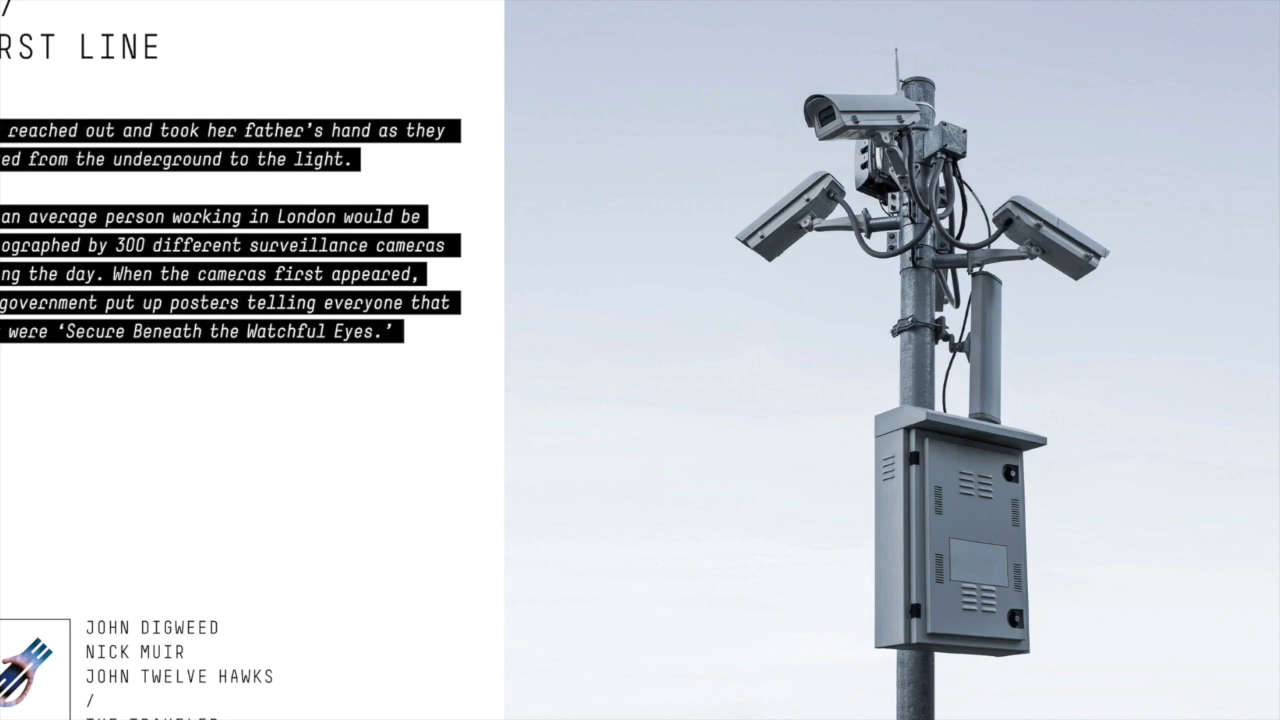 /
RST LINE
reached out and took her father's hand as they
ed from the underground to the light.
an average person working in London would be
ographed by 300 different surveillance cameras
ng the day. When the cameras first appeared,
government put up posters telling everyone that
were ‘Secure Beneath the Watchful Eyes.’
JOHN DIGWEED
NICK MUIR
JOHN TWELVE HAWKS
/
THE TRAVELER